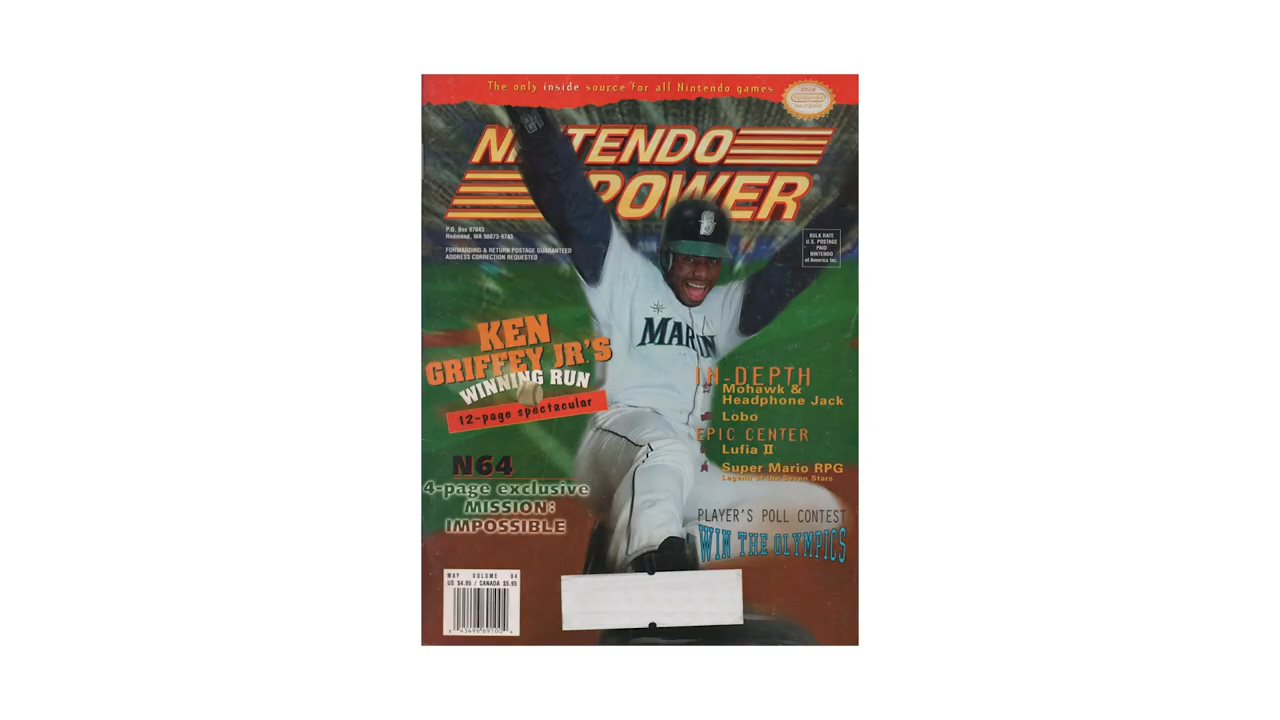 The only inside source for all Nintendo games
NINTENDO
POWER
P.O. Box 97043
Redmond, WA 98073-9743
FORWARDING & RETURN POSTAGE GUARANTEED
ADDRESS CORRECTION REQUESTED
BULK RATE
U.S. POSTAGE
PAID
NINTENDO
of America Inc.
MARIN
KEN
GRIFFEY JR'S
WINNING RUN
12-page spectacular
IN-DEPTH
Mohawk &
Headphone Jack
Lobo
EPIC CENTER
Lufia II
Super Mario RPG
Legend of the Seven Stars
N64
4-page exclusive
MISSION:
IMPOSSIBLE
PLAYER'S POLL CONTEST
WIN THE OLYMPICS
MAY VOLUME 84
US $4.95 / CANADA $5.95